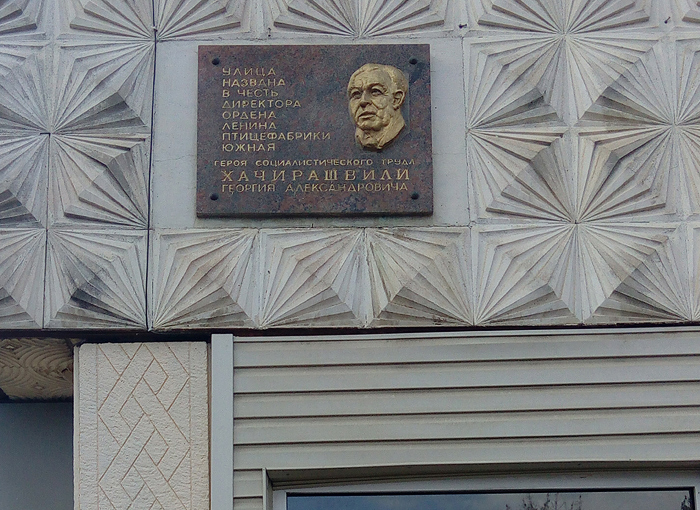 УЛИЦА
НАЗВАНА
В ЧЕСТЬ
ДИРЕКТОРА
ОРДЕНА
ЛЕНИНА
ПТИЦЕФАБРИКИ
ЮЖНАЯ
ГЕРОЯ СОЦИАЛИСТИЧЕСКОГО ТРУДА
ХАЧИРАШВИЛИ
ГЕОРГИЯ АЛЕКСАНДРОВИЧА